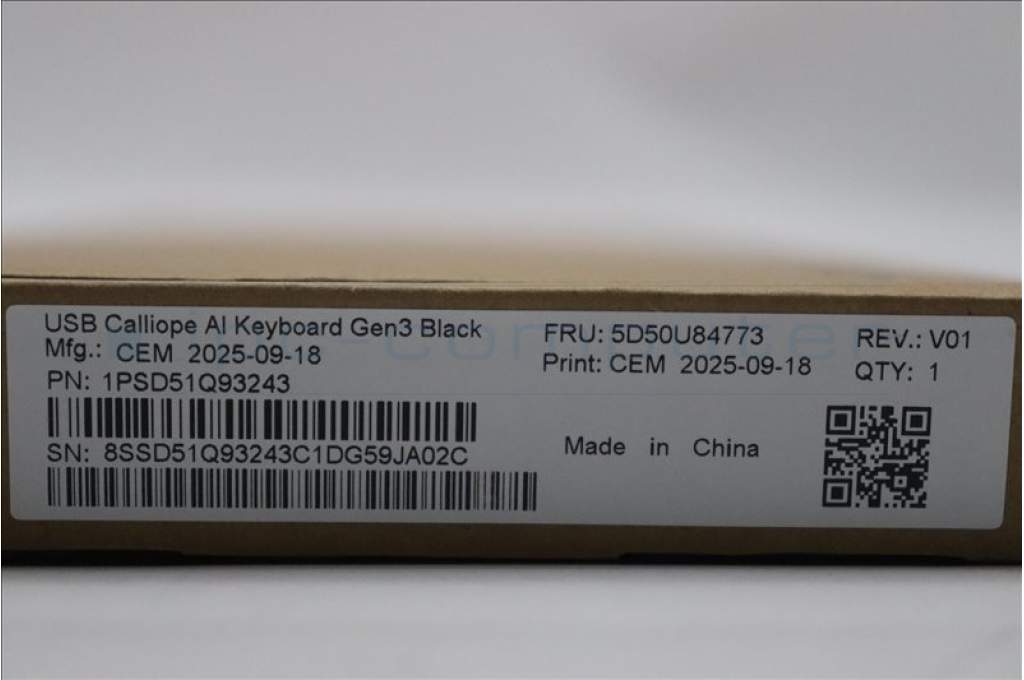 USB Calliope AI Keyboard Gen3 Black
Mfg.: CEM 2025-09-18
PN: 1PSD51Q93243
SN: 8SSD51Q93243C1DG59JA02C
FRU: 5D50U84773
Print: CEM 2025-09-18
Made in China
REV.: V01
QTY: 1